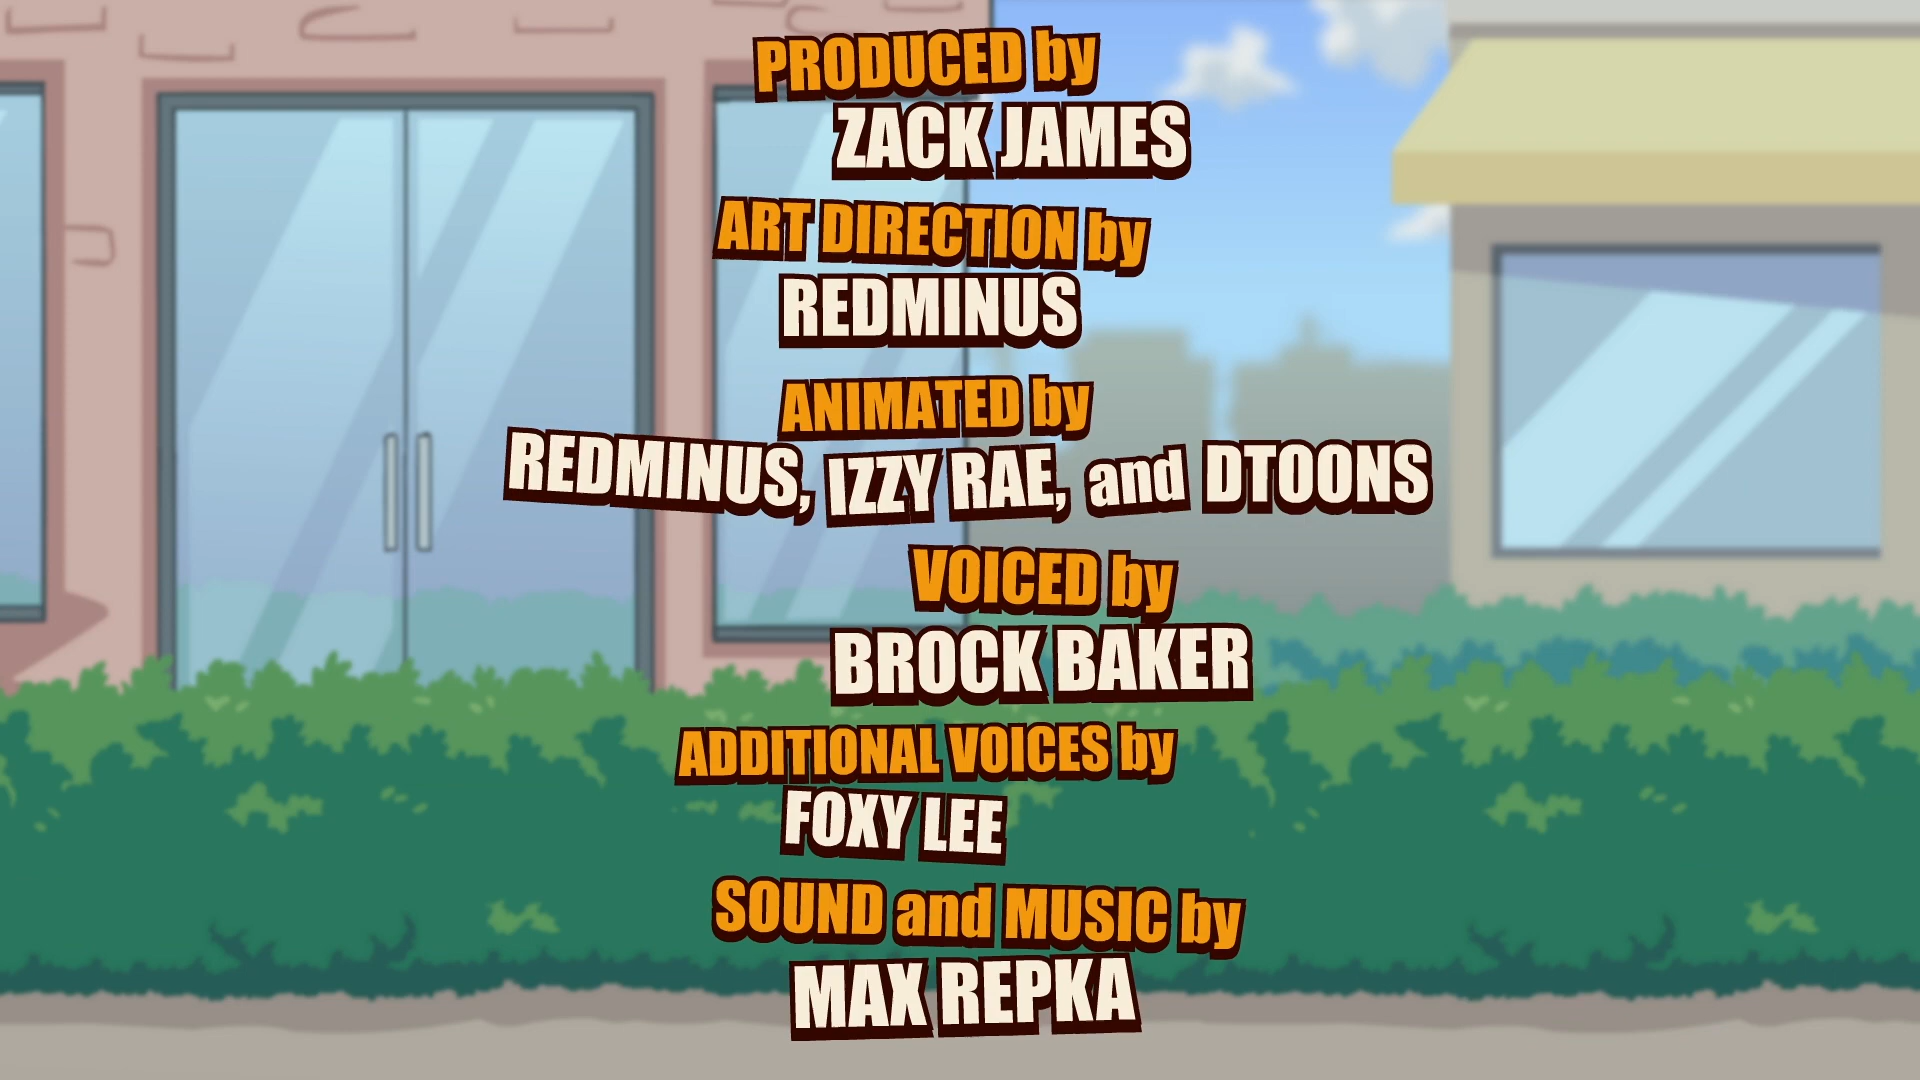 PRODUCED by
ZACK JAMES
ART DIRECTION by
REDMINUS
ANIMATED by
REDMINUS, IZZY RAE, and DTOONS
VOICED by
BROCK BAKER
ADDITIONAL VOICES by
FOXY LEE
SOUND and MUSIC by
MAX REPKA